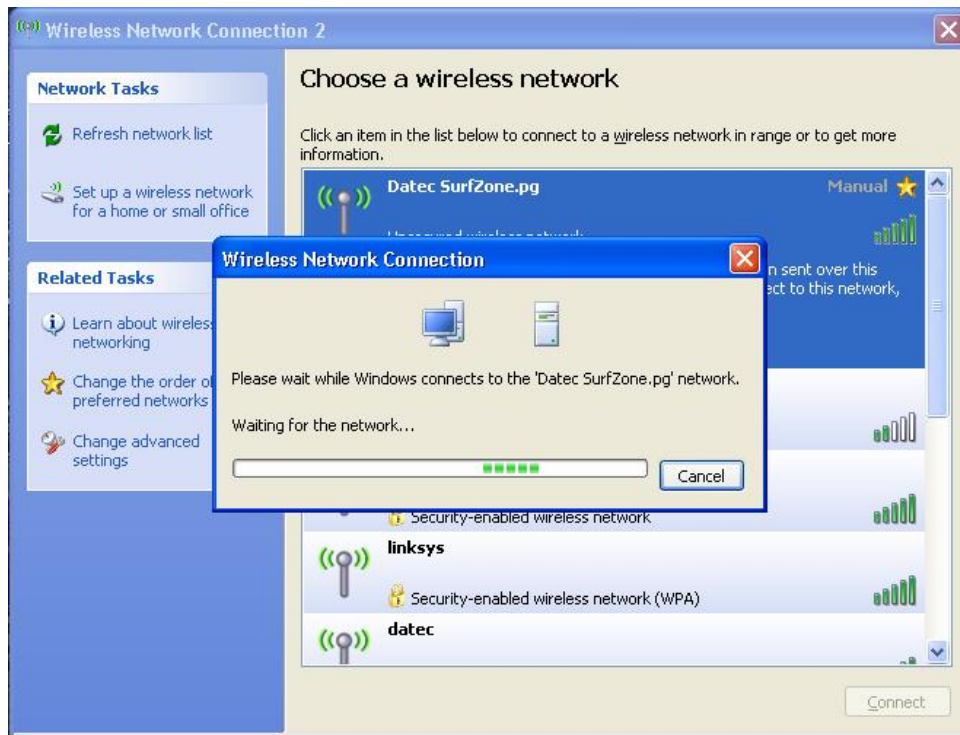 Wireless Network Connection 2
Network Tasks
Refresh network list
Set up a wireless network
for a home or small office
Related Tasks
Learn about wireless
networking
Change the order of
preferred networks
Change advanced
settings
Choose a wireless network
Click an item in the list below to connect to a wireless network in range or to get more
information.
Datec SurfZone.pg
Manual
Unsecured wireless network
n sent over this
ect to this network,
Wireless Network Connection
Please wait while Windows connects to the 'Datec SurfZone.pg' network.
Waiting for the network...
Cancel
Security-enabled wireless network
linksys
Security-enabled wireless network (WPA)
datec
Connect